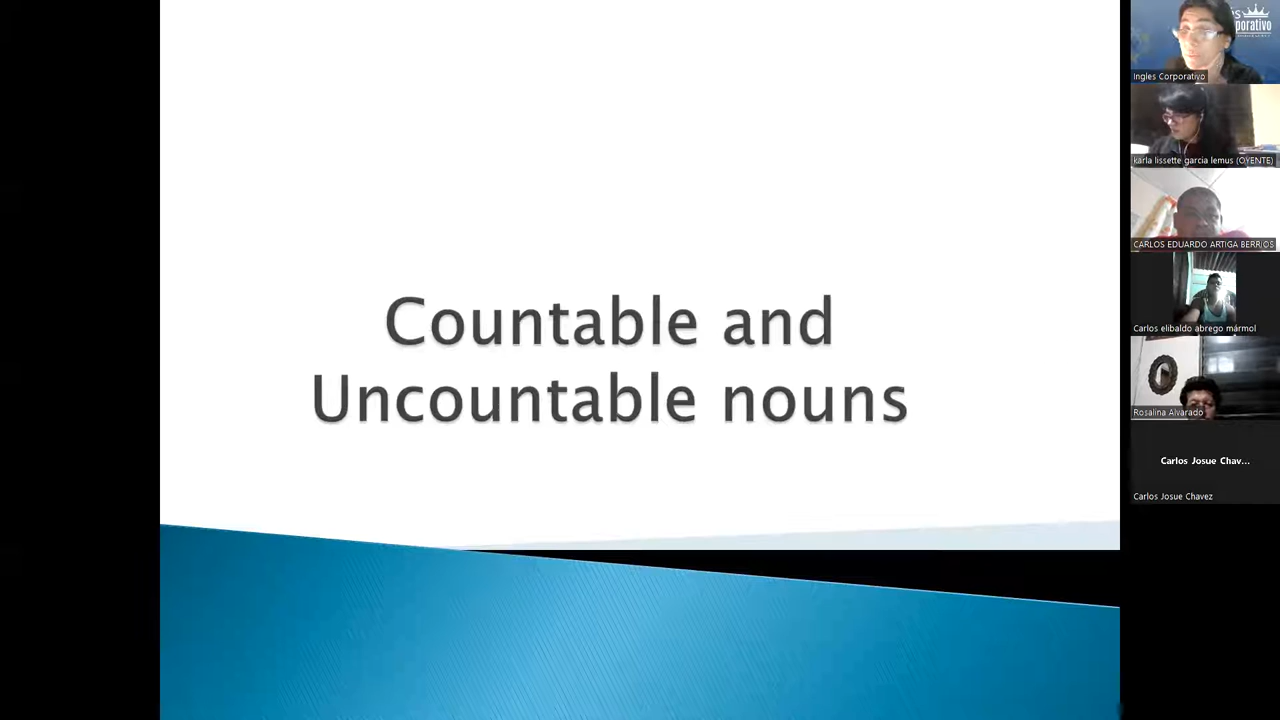 Countable and
Uncountable nouns
Ingles Corporativo
karla lissette garcia lemus (OYENTE)
CARLOS EDUARDO ARTIGA BERRIOS
Carlos elibaldo abrego mármol
Rosalina Alvarado
Carlos Josue Chav...
Carlos Josue Chavez